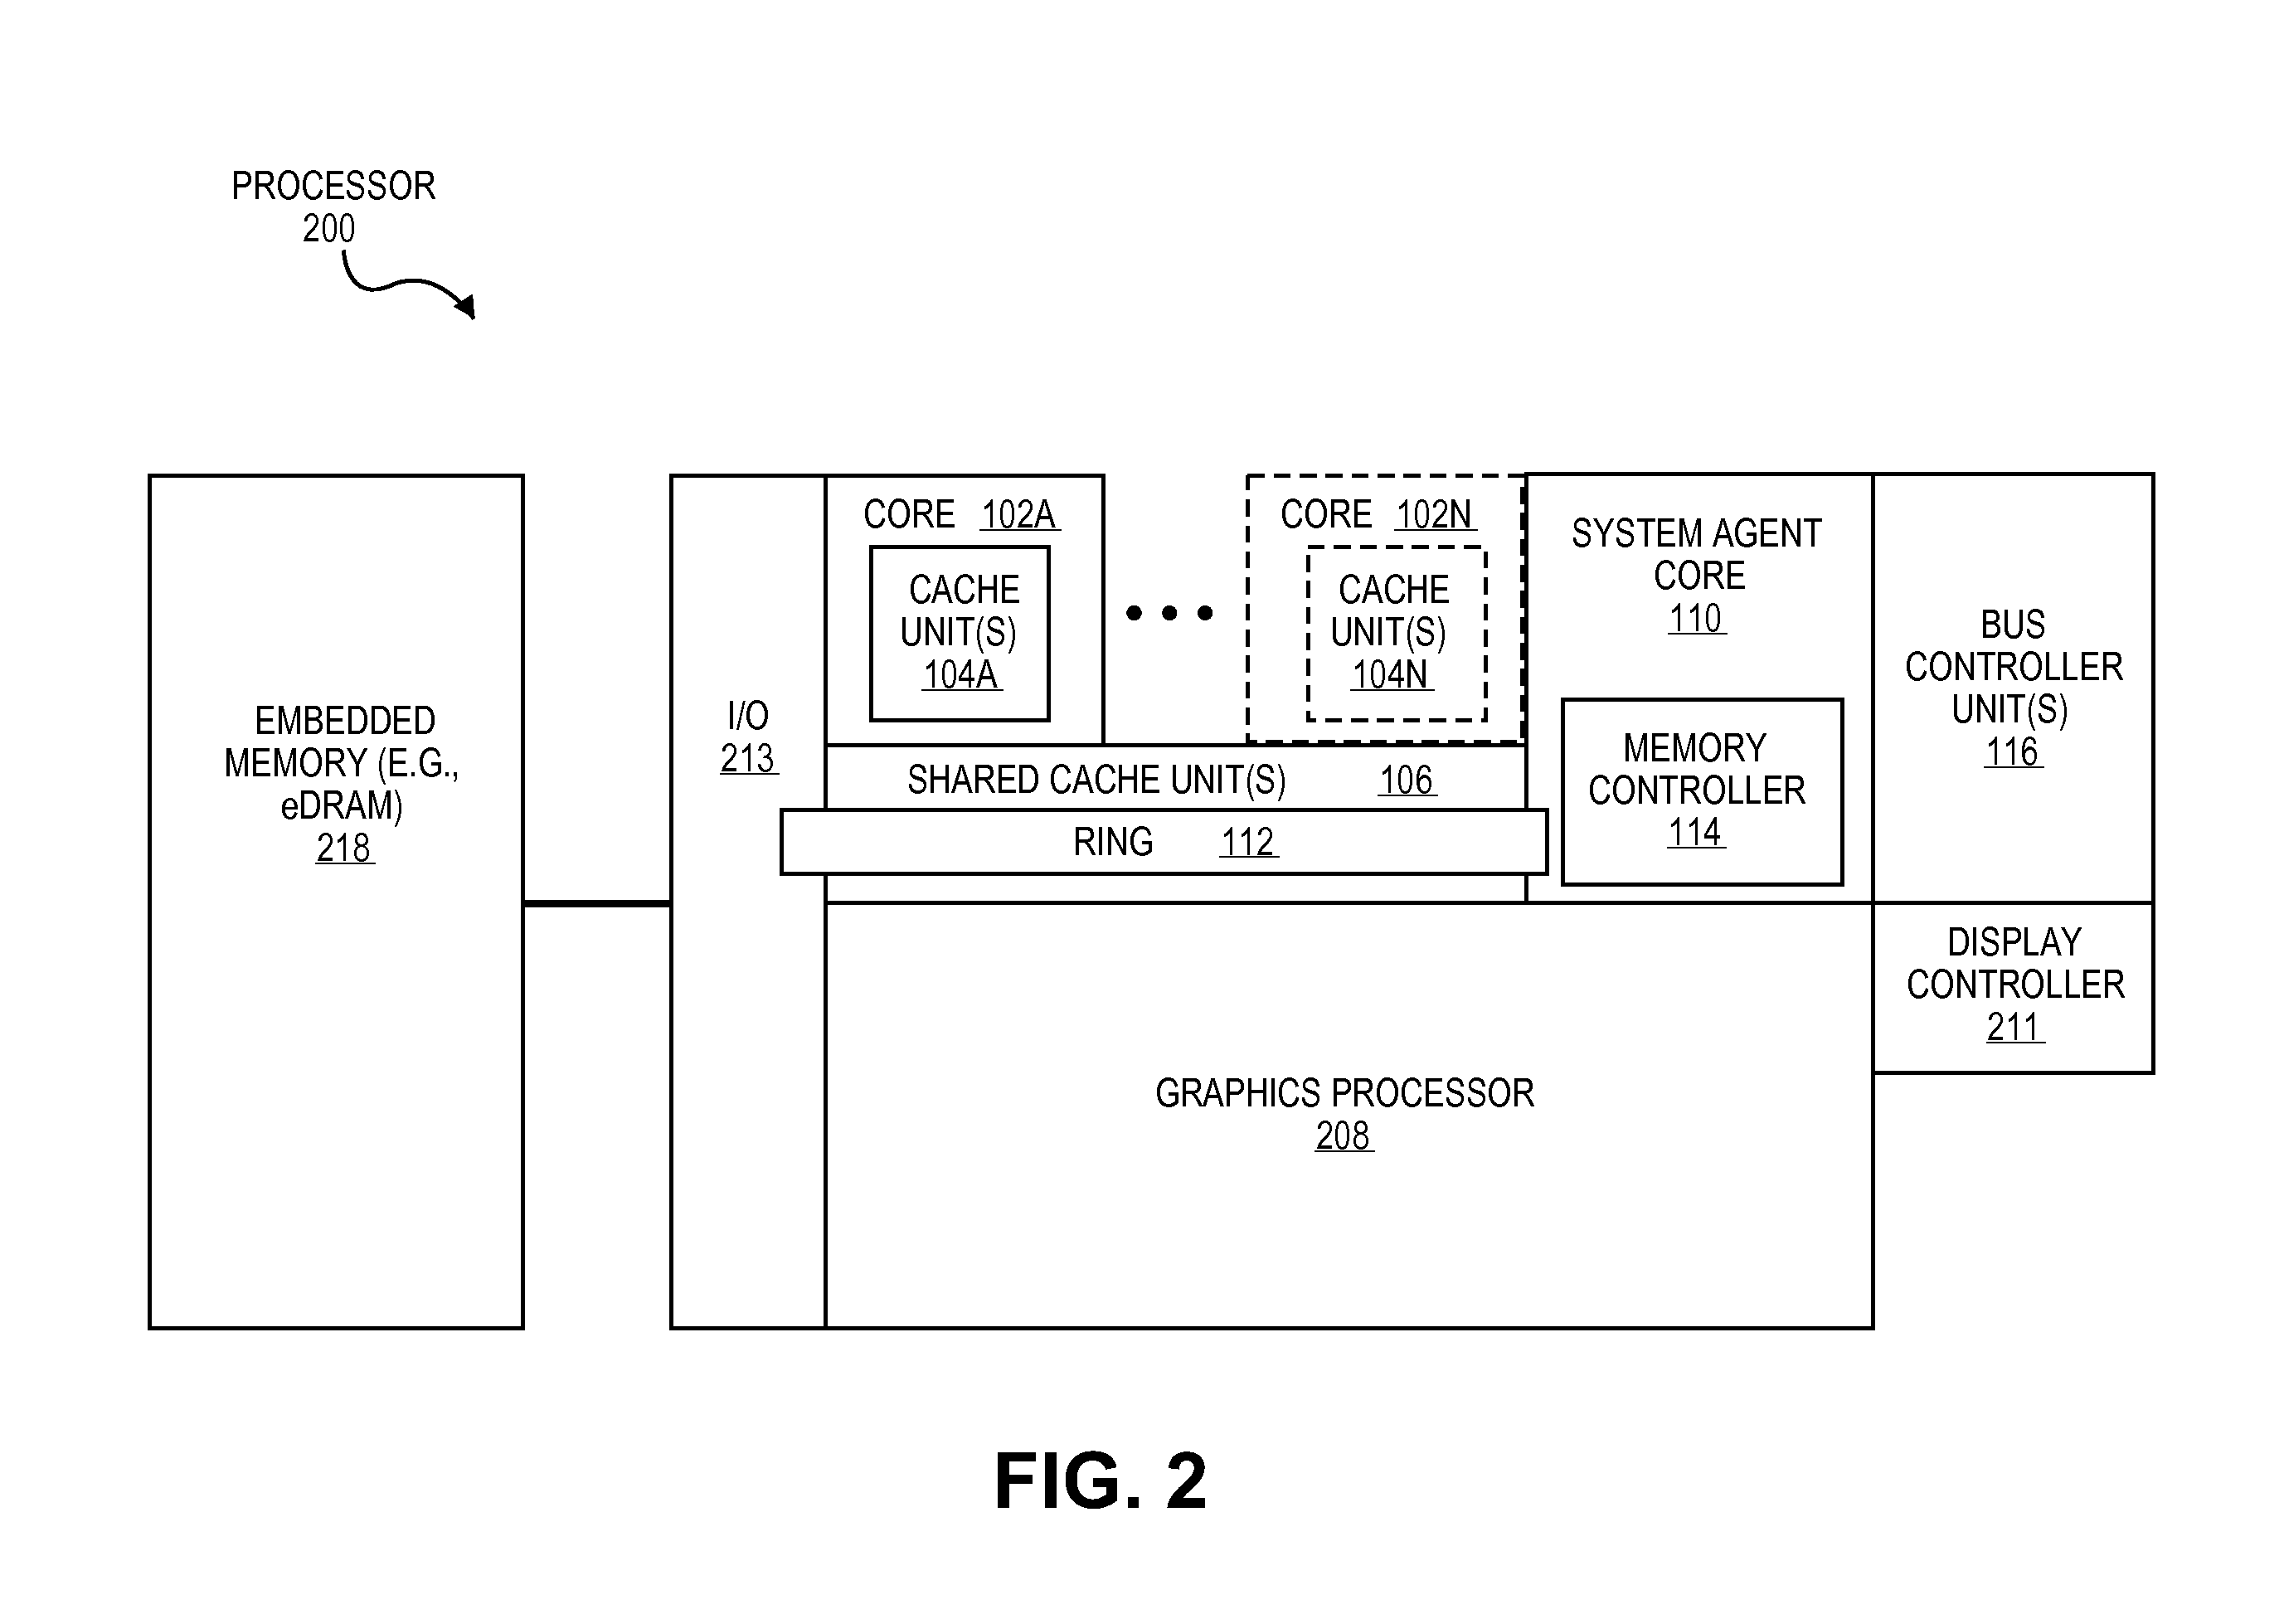 PROCESSOR
200
EMBEDDED
MEMORY (E.G.,
eDRAM)
218
I/O
213
CORE 102A
CACHE
UNIT(S)
104A
CORE 102N
CACHE
UNIT(S)
104N
SHARED CACHE UNIT(S) 106
RING 112
SYSTEM AGENT
CORE
110
MEMORY
CONTROLLER
114
BUS
CONTROLLER
UNIT(S)
116
DISPLAY
CONTROLLER
211
GRAPHICS PROCESSOR
208
FIG. 2